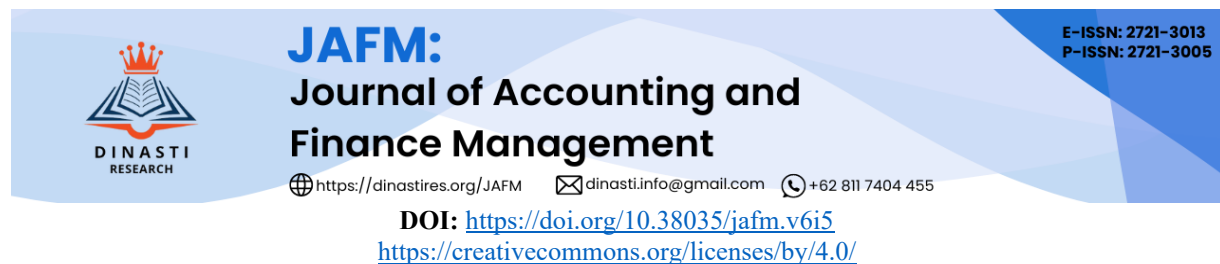 JAFM:
Journal of Accounting and
Finance Management
E-ISSN: 2721-3013
P-ISSN: 2721-3005
DINASTI
RESEARCH
https://dinastires.org/JAFM dinasti.info@gmail.com +62 811 7404 455
DOI: https://doi.org/10.38035/jafm.v6i5
https://creativecommons.org/licenses/by/4.0/